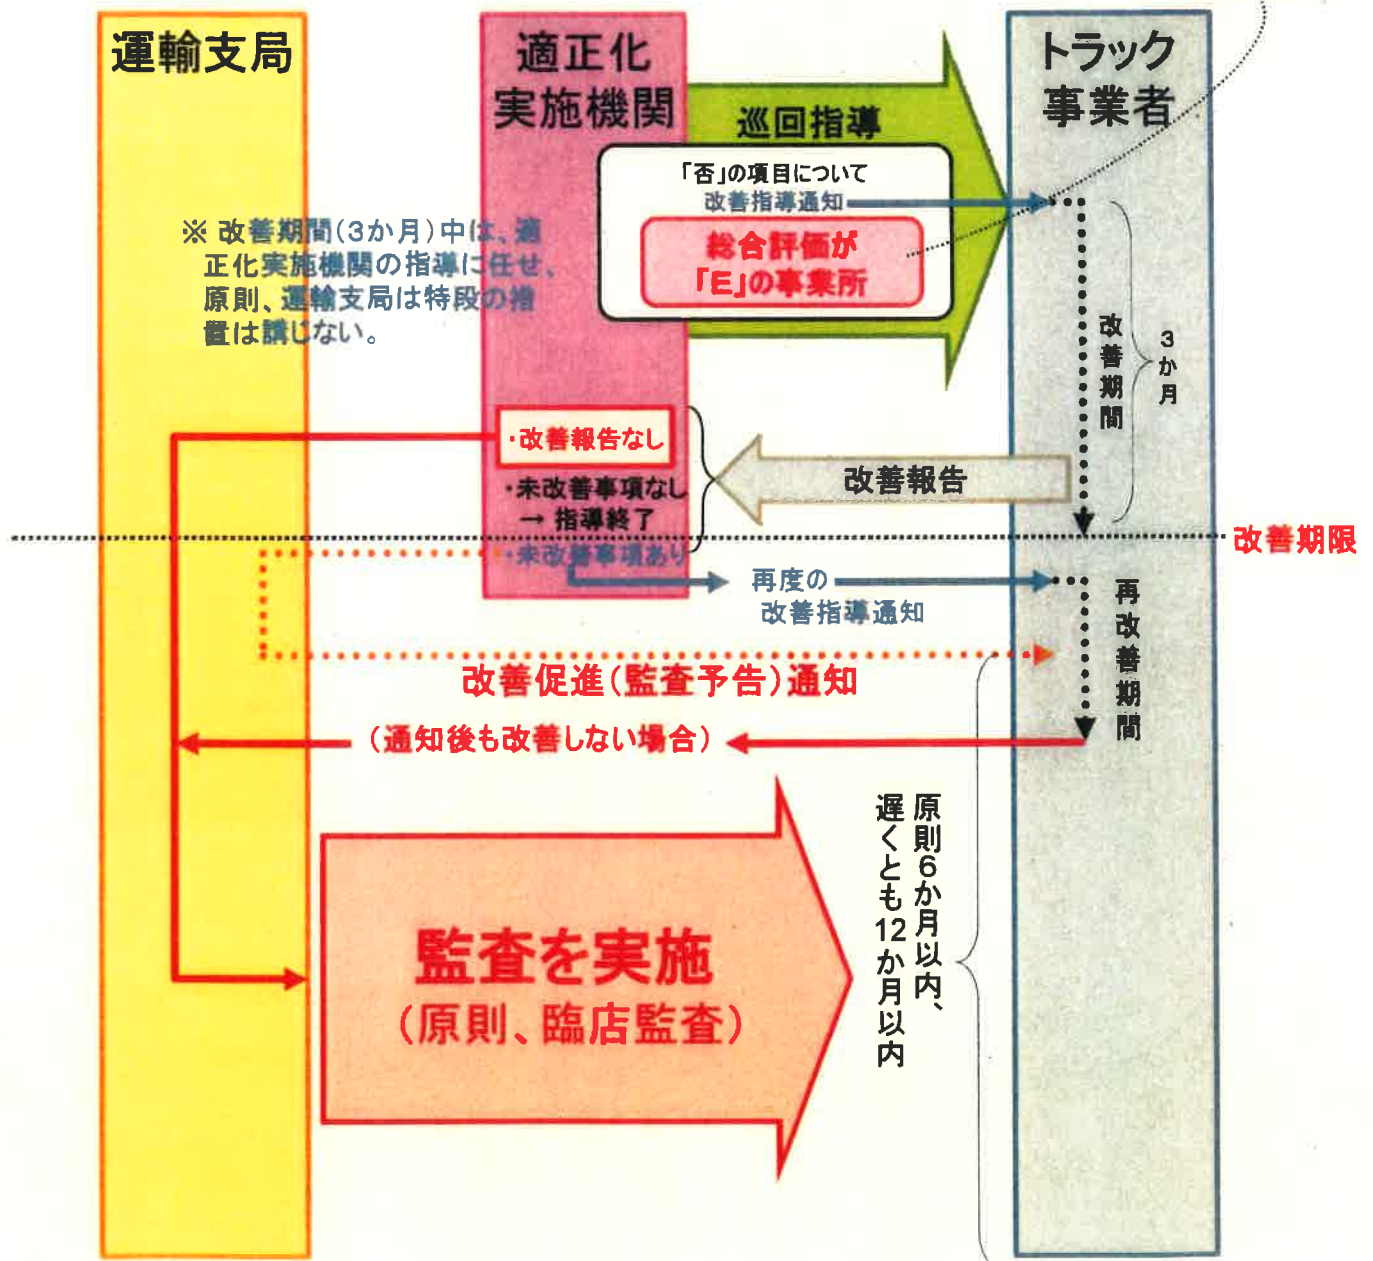 運輸支局
適正化
実施機関
トラック
事業者
巡回指導
「否」の項目について
改善指導通知
総合評価が
「E」の事業所
※ 改善期間(3か月)中は、適
正化実施機関の指導に任せ、
原則、運輸支局は特段の措
置は講じない。
改善期間
3か月
・改善報告なし
・未改善事項なし
→ 指導終了
改善報告
改善期限
・未改善事項あり
再度の
改善指導通知
再改善期間
改善促進(監査予告)通知
(通知後も改善しない場合)
原則6か月以内、
遅くとも12か月以内
監査を実施
(原則、臨店監査)